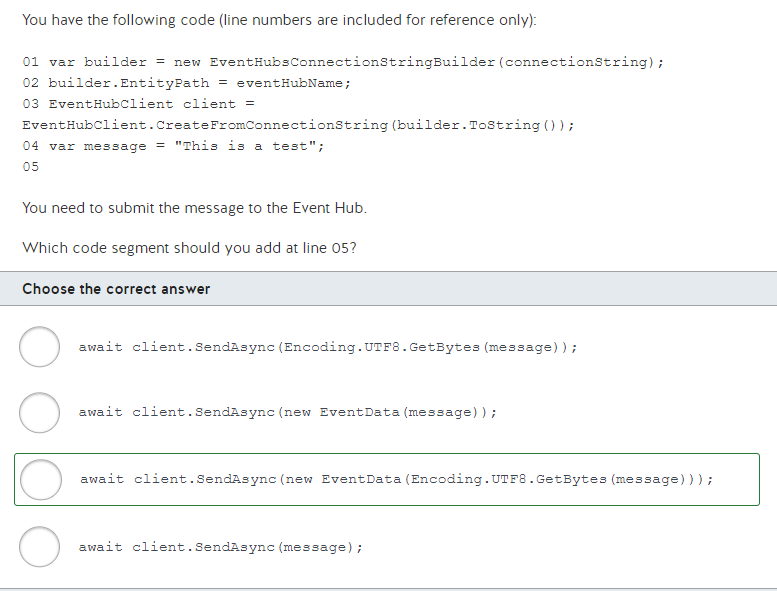 You have the following code (line numbers are included for reference only):
01 var builder = new EventHubsConnectionStringBuilder(connectionString);
02 builder.EntityPath = eventHubName;
03 EventHubClient client =
EventHubClient.CreateFromConnectionString(builder.ToString());
04 var message = "This is a test";
05
You need to submit the message to the Event Hub.
Which code segment should you add at line 05?
Choose the correct answer
await client.SendAsync(Encoding.UTF8.GetBytes(message));
await client.SendAsync(new EventData(message));
await client.SendAsync(new EventData(Encoding.UTF8.GetBytes(message)));
await client.SendAsync(message);